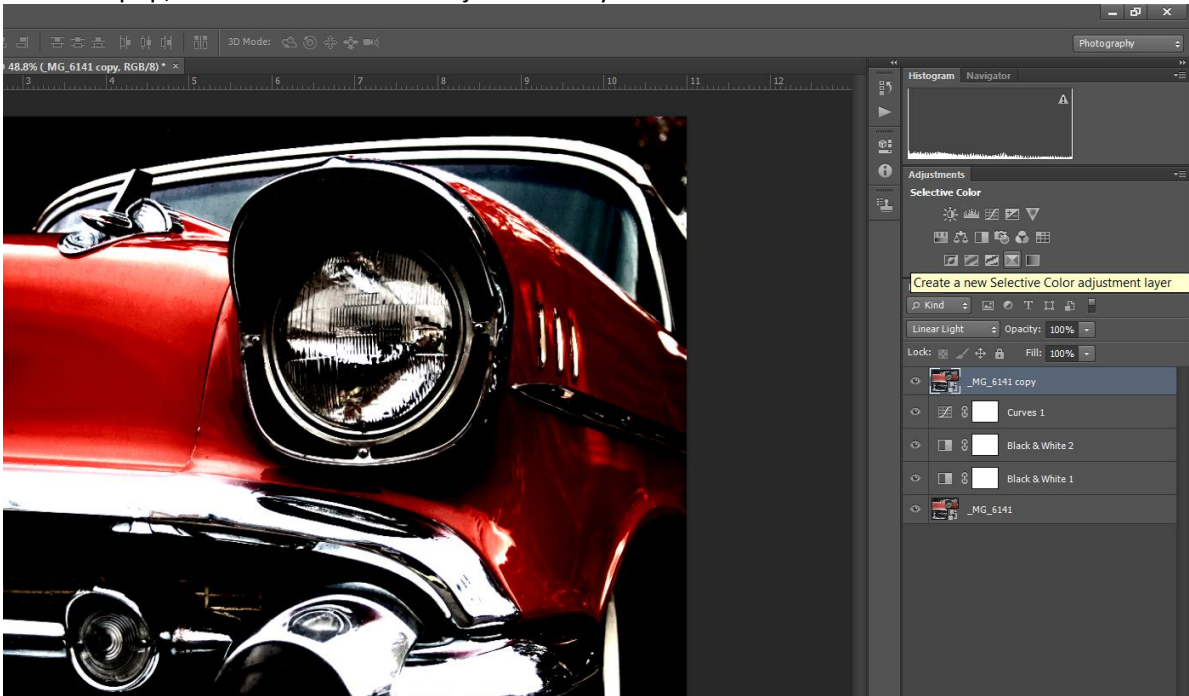 3D Mode:
Photography
48.8% (_MG_6141 copy, RGB/8) * ×
3 4 5 6 7 8 9 10 11 12
Histogram Navigator
Adjustments
Selective Color
Create a new Selective Color adjustment layer
Kind T
Linear Light Opacity: 100%
Lock: Fill: 100%
_MG_6141 copy
Curves 1
Black & White 2
Black & White 1
_MG_6141